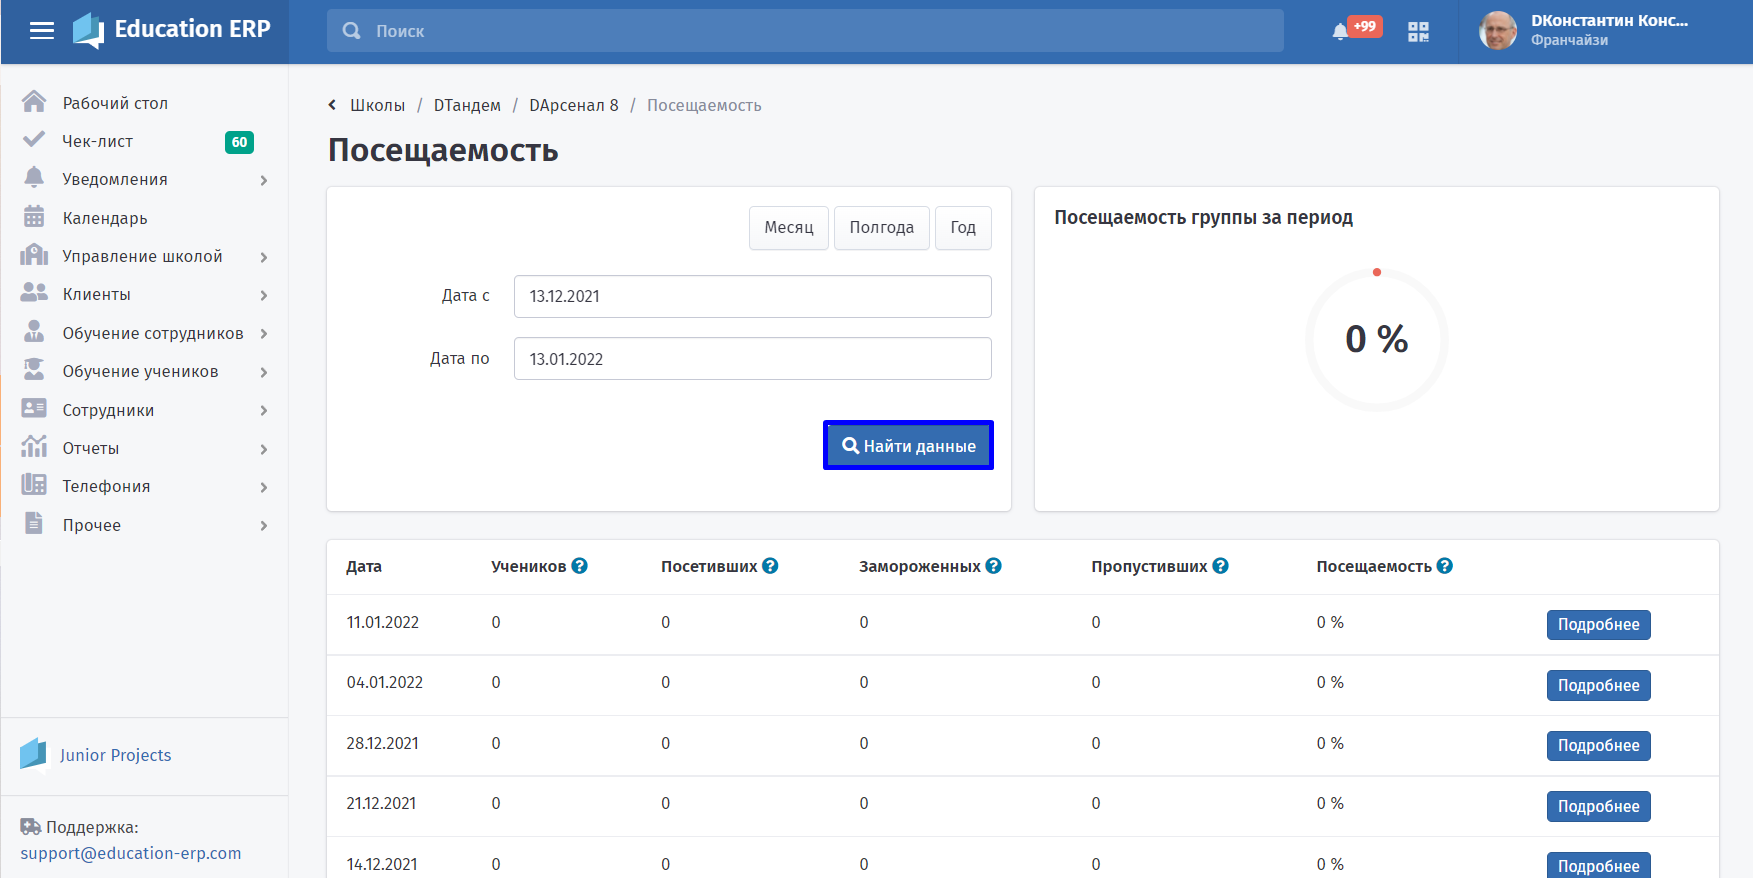 Education ERP
Поиск
+99
DКонстантин Конс...
Франчайзи
Рабочий стол
Чек-лист
60
Уведомления
Календарь
Управление школой
Клиенты
Обучение сотрудников
Обучение учеников
Сотрудники
Отчеты
Телефония
Прочее
Junior Projects
Поддержка:
support@education-erp.com
Школы / DТандем / DАрсенал 8 / Посещаемость
Посещаемость
Месяц Полгода Год
Дата с 13.12.2021
Дата по 13.01.2022
Найти данные
Посещаемость группы за период
0 %
Дата Учеников ? Посетивших ? Замороженных ? Пропустивших ? Посещаемость ?
11.01.2022 0 0 0 0 0 % Подробнее
04.01.2022 0 0 0 0 0 % Подробнее
28.12.2021 0 0 0 0 0 % Подробнее
21.12.2021 0 0 0 0 0 % Подробнее
14.12.2021 0 0 0 0 0 % Подробнее